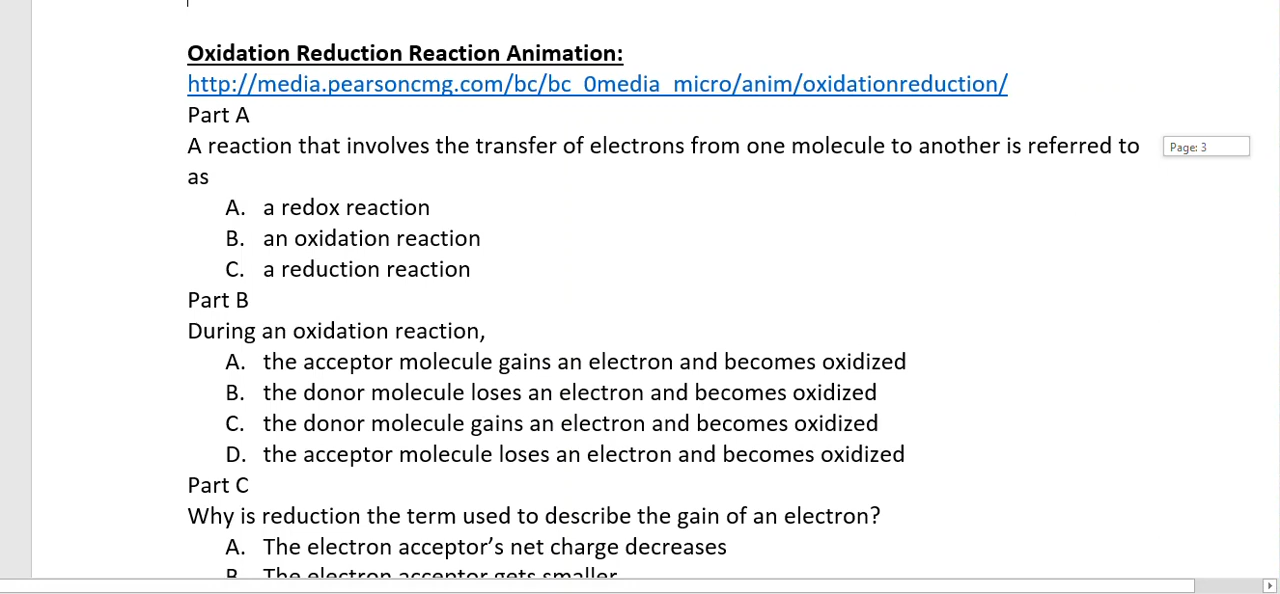 Oxidation Reduction Reaction Animation:
http://media.pearsoncmg.com/bc/bc_0media_micro/anim/oxidationreduction/
Part A
A reaction that involves the transfer of electrons from one molecule to another is referred to
Page: 3
as
A. a redox reaction
B. an oxidation reaction
C. a reduction reaction
Part B
During an oxidation reaction,
A. the acceptor molecule gains an electron and becomes oxidized
B. the donor molecule loses an electron and becomes oxidized
C. the donor molecule gains an electron and becomes oxidized
D. the acceptor molecule loses an electron and becomes oxidized
Part C
Why is reduction the term used to describe the gain of an electron?
A. The electron acceptor’s net charge decreases
B. The electron acceptor gets smaller